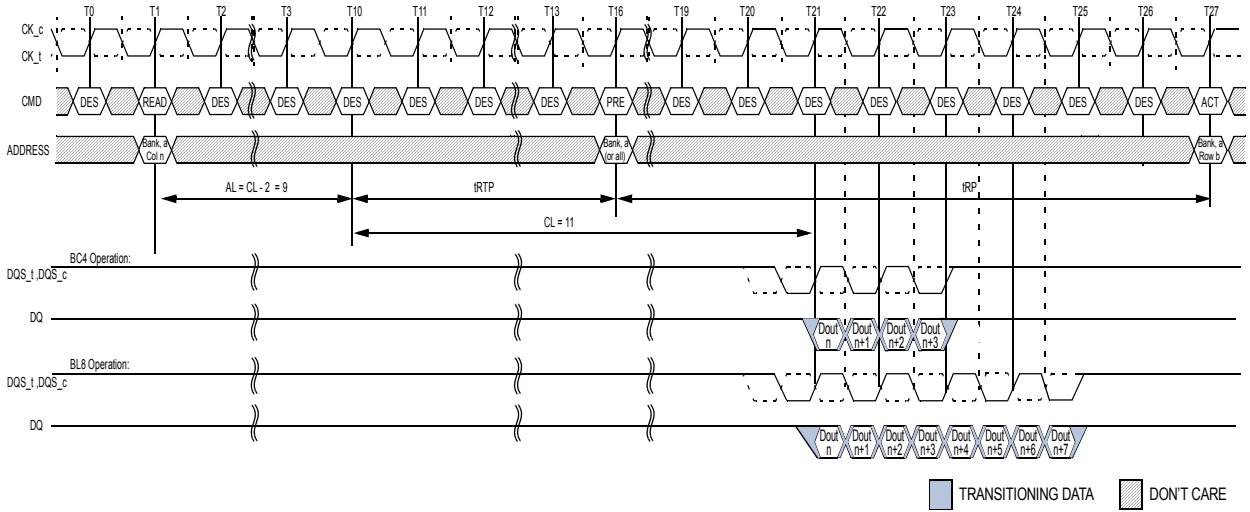 T0 T1 T2 T3 T10 T11 T12 T13 T16 T19 T20 T21 T22 T23 T24 T25 T26 T27
CK_c
CK_t
CMD DES READ DES DES DES DES DES DES PRE DES DES DES DES DES DES DES DES ACT
ADDRESS
Bank, a
Col n
Bank, a
(or all)
Bank, a
Row b
AL = CL - 2 = 9
tRTP
tRP
CL = 11
BC4 Operation:
DQS_t ,DQS_c
DQ
Dout
n
Dout
n+1
Dout
n+2
Dout
n+3
BL8 Operation:
DQS_t ,DQS_c
DQ
Dout
n
Dout
n+1
Dout
n+2
Dout
n+3
Dout
n+4
Dout
n+5
Dout
n+6
Dout
n+7
TRANSITIONING DATA
DON'T CARE